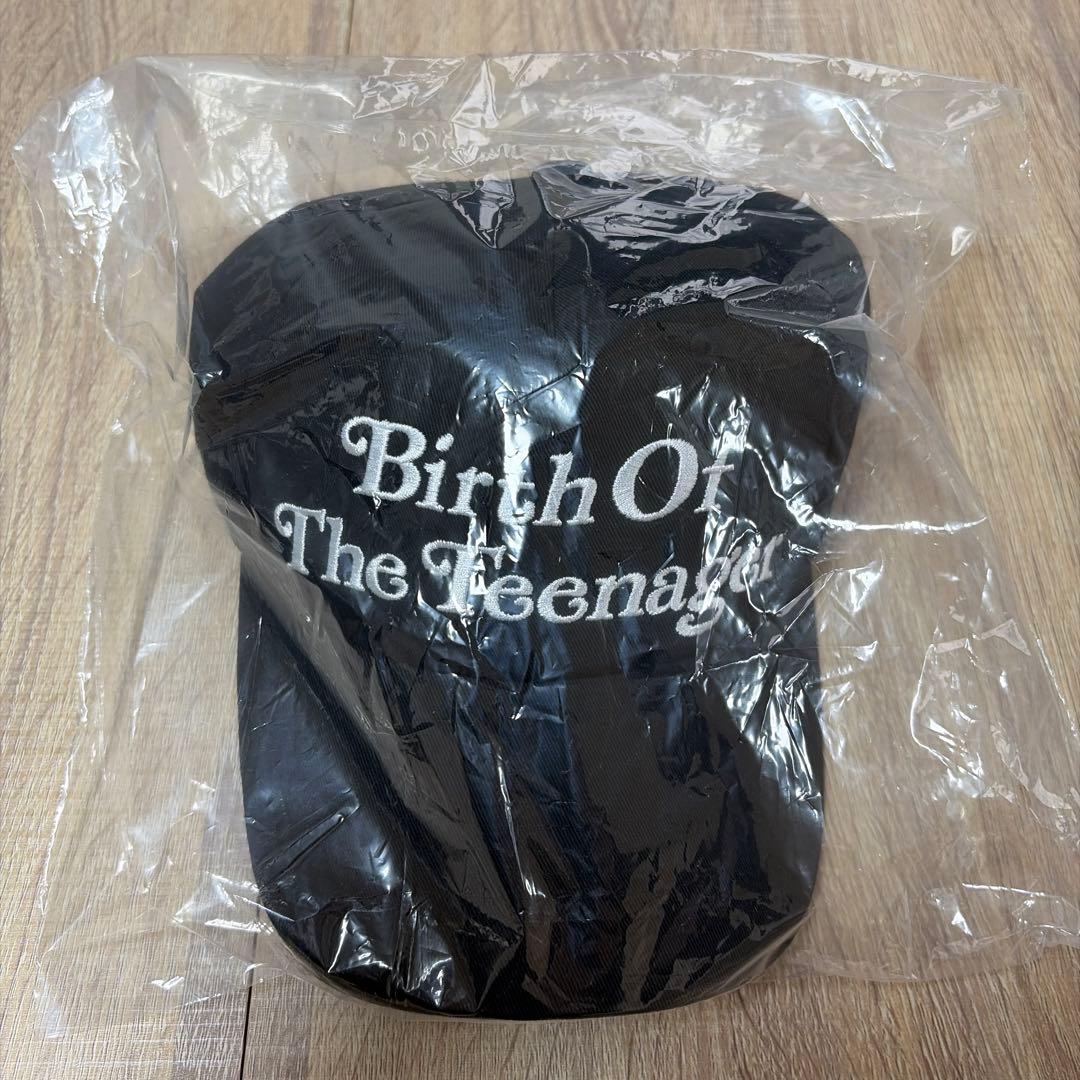 Birth Of
The Teenager